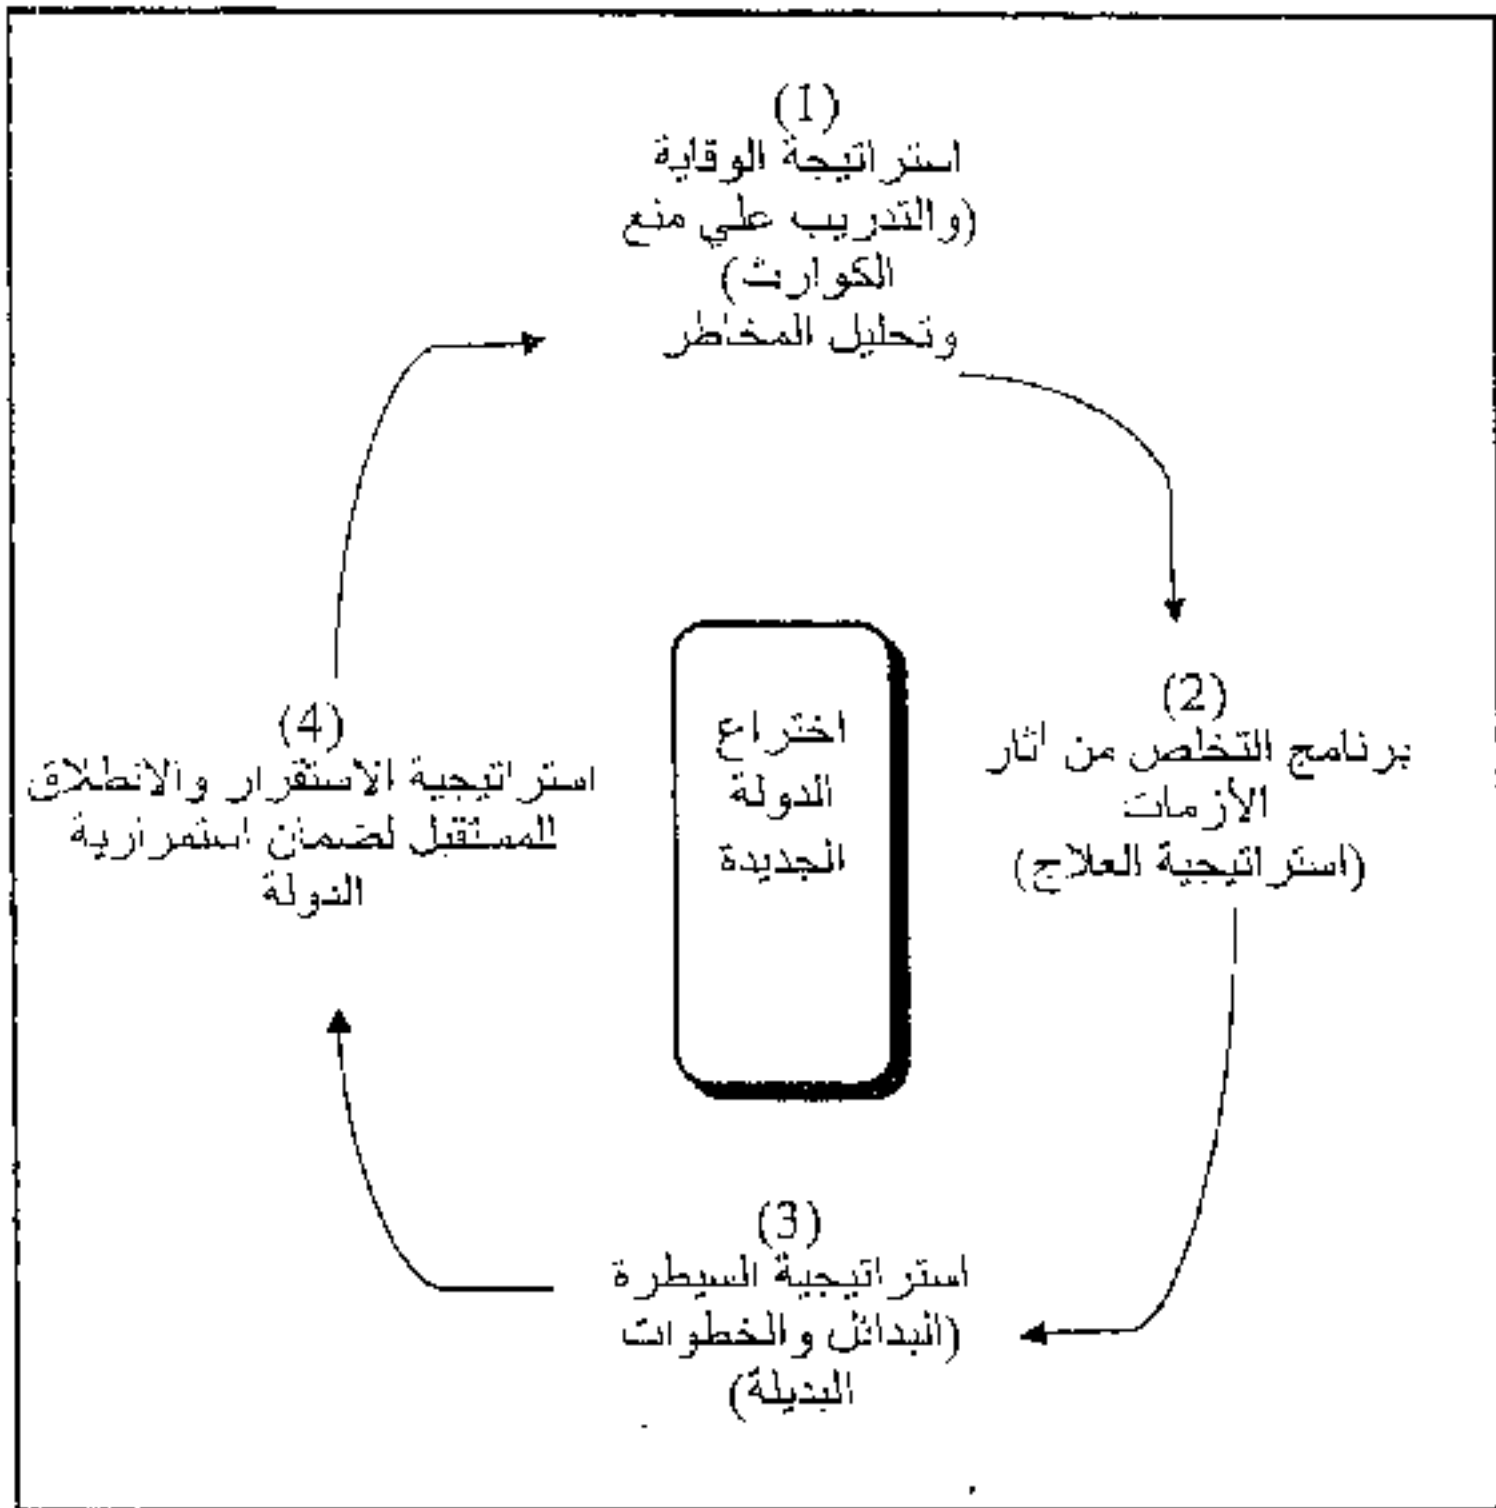 (1)
استراتيجة الوقاية
(والتدريب علي منع
الكوارث)
وتحليل المخاطر
(2)
برنامج التخلص من اثار
الأزمات
(استراتيجية العلاج)
(3)
استراتيجية السيطرة
(البدائل والخطوات
البديلة)
(4)
استراتيجية الاستقرار والانطلاق
للمستقبل لضمان استمرارية
الدولة
اختراع
الدولة
الجديدة